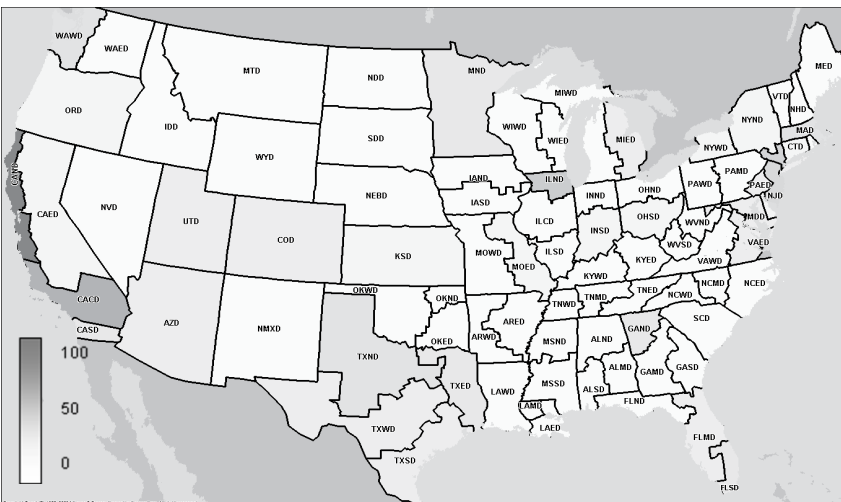 WAWD
WAED
MTD
NDD
MND
MIWD
MED
ORD
IDD
SDD
WIWD
WIED
MIED
NYND
VTD
NHD
MAD
CTD
NYWD
WYD
CAND
CAED
NVD
UTD
COD
NEBD
IAND
IASD
ILND
INND
OHND
PAWD
PAMD
PAED
NJD
ILCD
INSD
OHSD
WVND
MDD
KSD
MOWD
MOED
ILSD
KYWD
KYED
WVSD
VAWD
VAED
CACD
CASD
AZD
NMXD
OKWD
OKND
OKED
ARWD
ARED
TNWD
TNMD
TNED
NCWD
NCMD
NCED
SCD
TXND
TXED
TXWD
TXSD
LAWD
LAMD
LAED
MSND
MSSD
ALND
ALMD
ALSD
GAND
GAMD
GASD
FLND
FLMD
FLSD
100
50
0